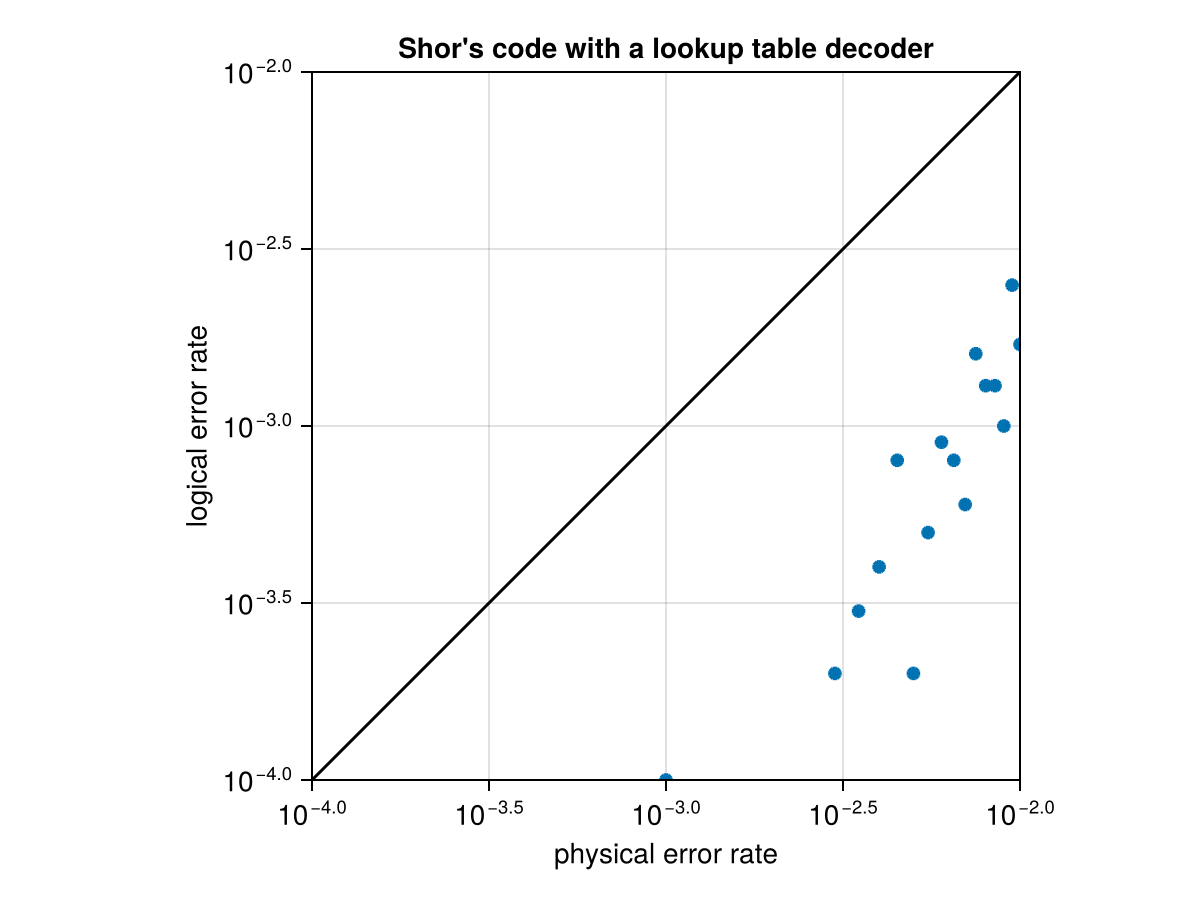 Shor's code with a lookup table decoder
10⁻²·⁰
10⁻²·⁵
10⁻³·⁰
10⁻³·⁵
10⁻⁴·⁰
logical error rate
10⁻⁴·⁰ 10⁻³·⁵ 10⁻³·⁰ 10⁻²·⁵ 10⁻²·⁰
physical error rate